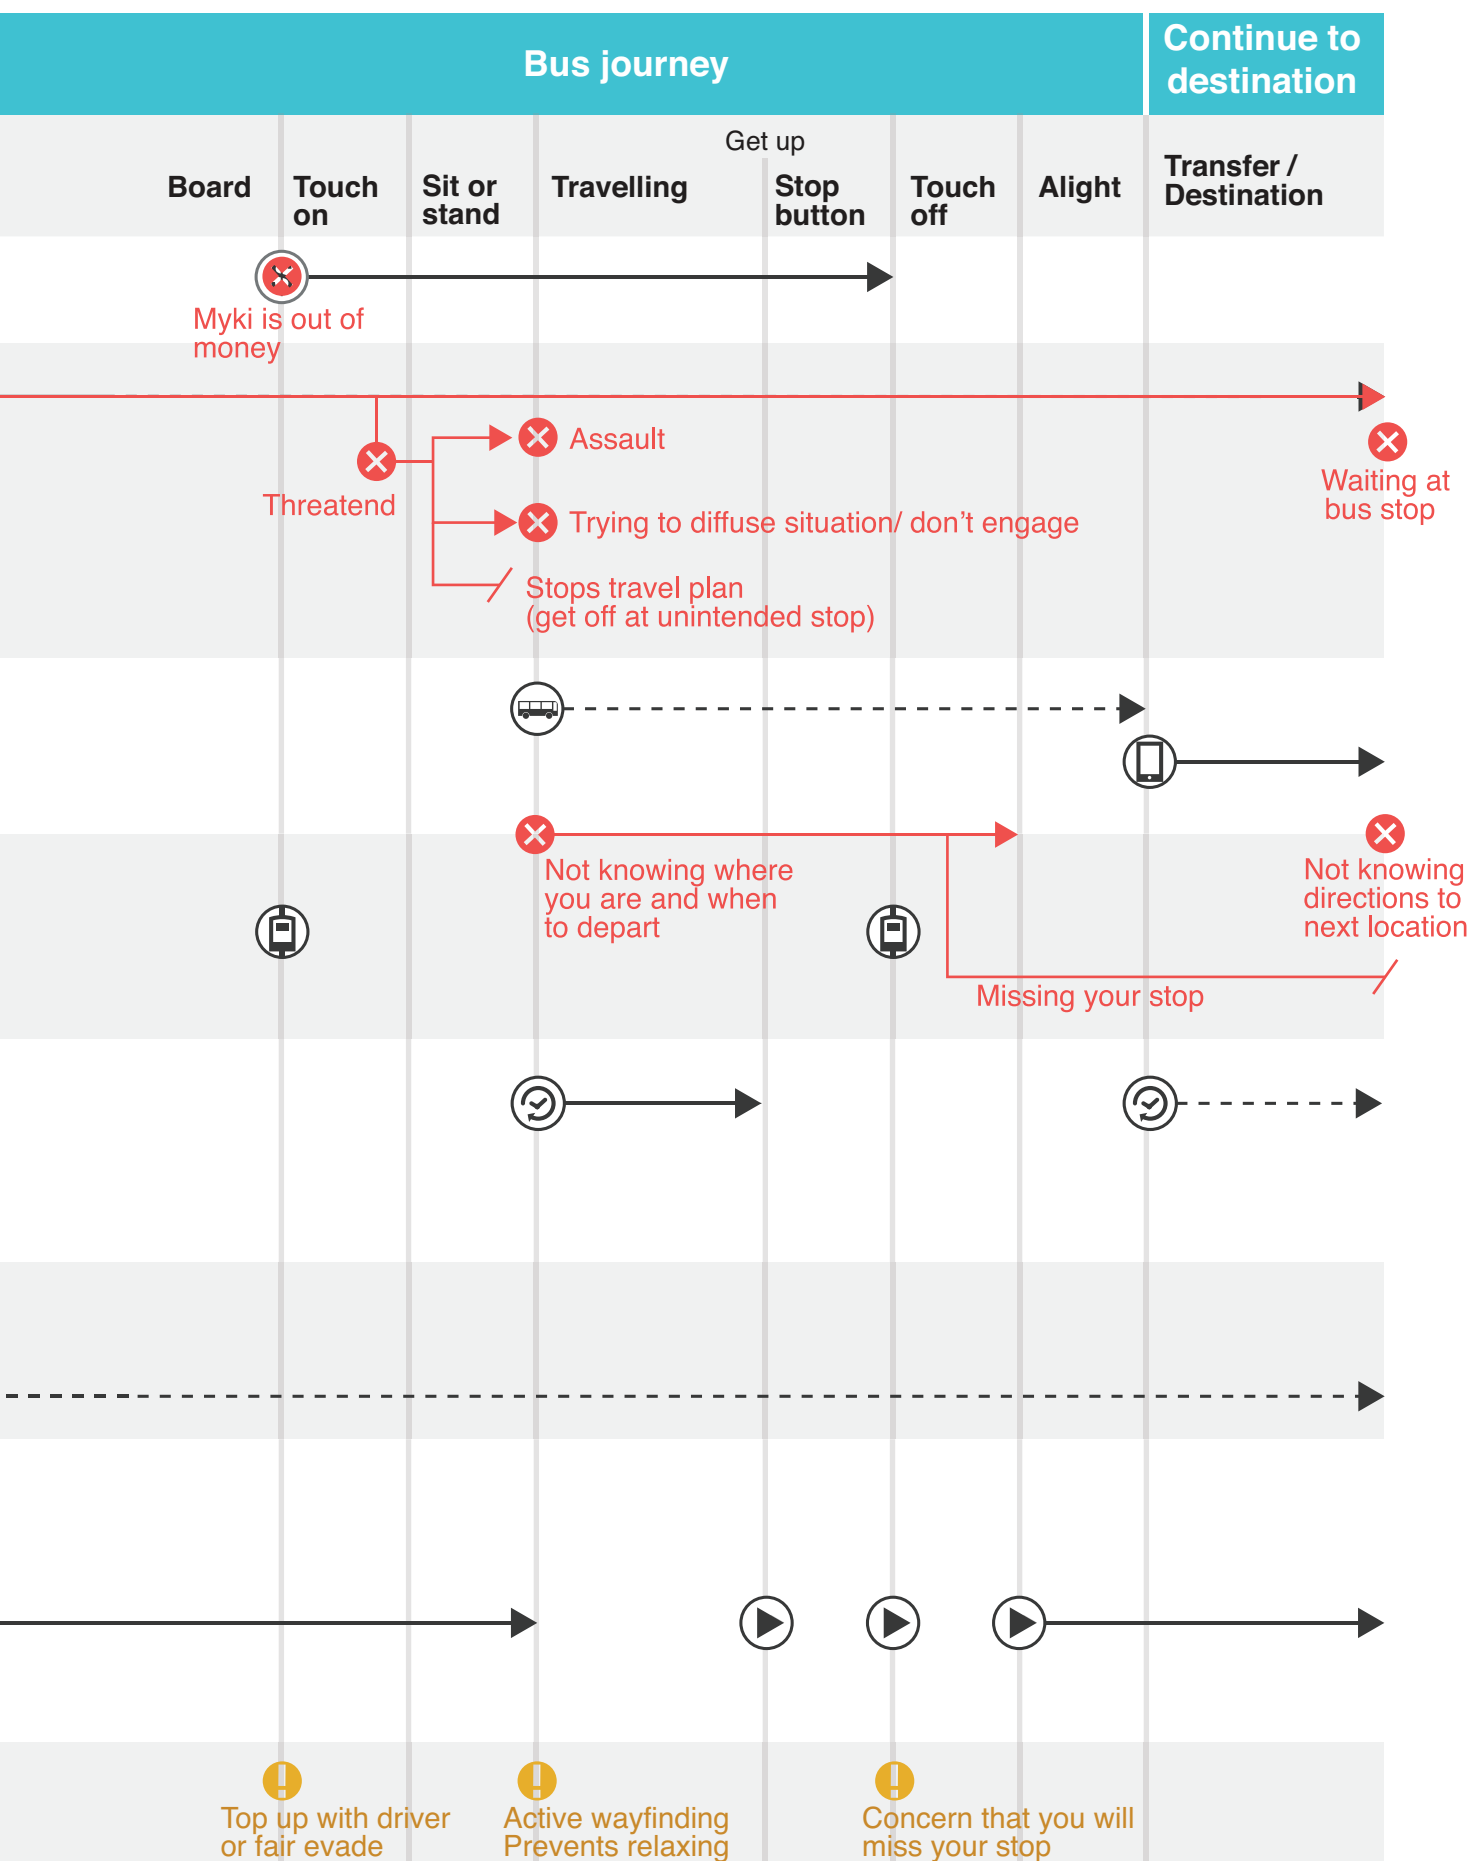 Bus journey
Continue to
destination
Get up
Board
Touch
on
Sit or
stand
Travelling
Stop
button
Touch
off
Alight
Transfer /
Destination
Myki is out of
money
Assault
Threatend
Waiting at
bus stop
Trying to diffuse situation/ don’t engage
Stops travel plan
(get off at unintended stop)
Not knowing where
you are and when
to depart
Not knowing
directions to
next location
Missing your stop
Top up with driver
or fair evade
Active wayfinding
Prevents relaxing
Concern that you will
miss your stop